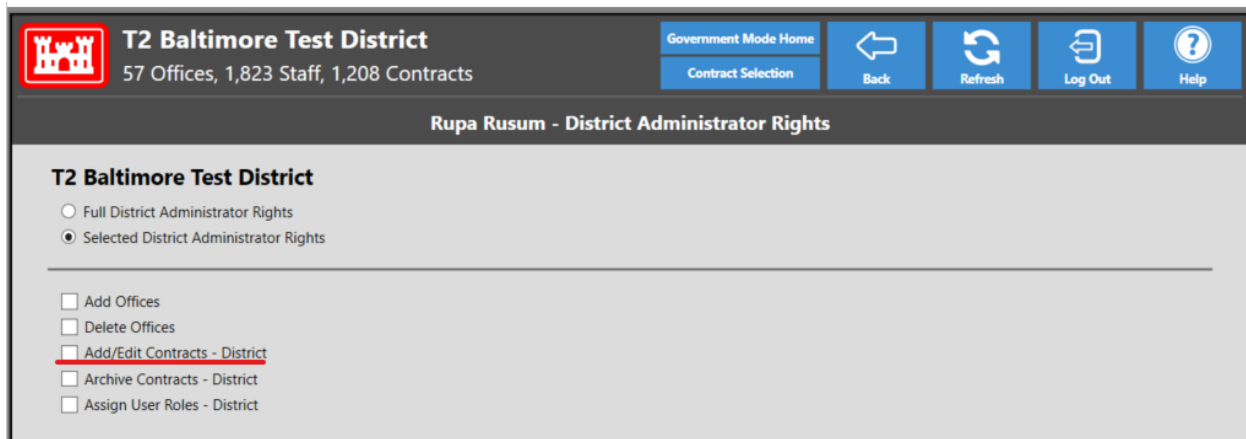 T2 Baltimore Test District
57 Offices, 1,823 Staff, 1,208 Contracts
Government Mode Home
Contract Selection
Back
Refresh
Log Out
Help
Rupa Rusum - District Administrator Rights
T2 Baltimore Test District
Full District Administrator Rights
Selected District Administrator Rights
Add Offices
Delete Offices
Add/Edit Contracts - District
Archive Contracts - District
Assign User Roles - District